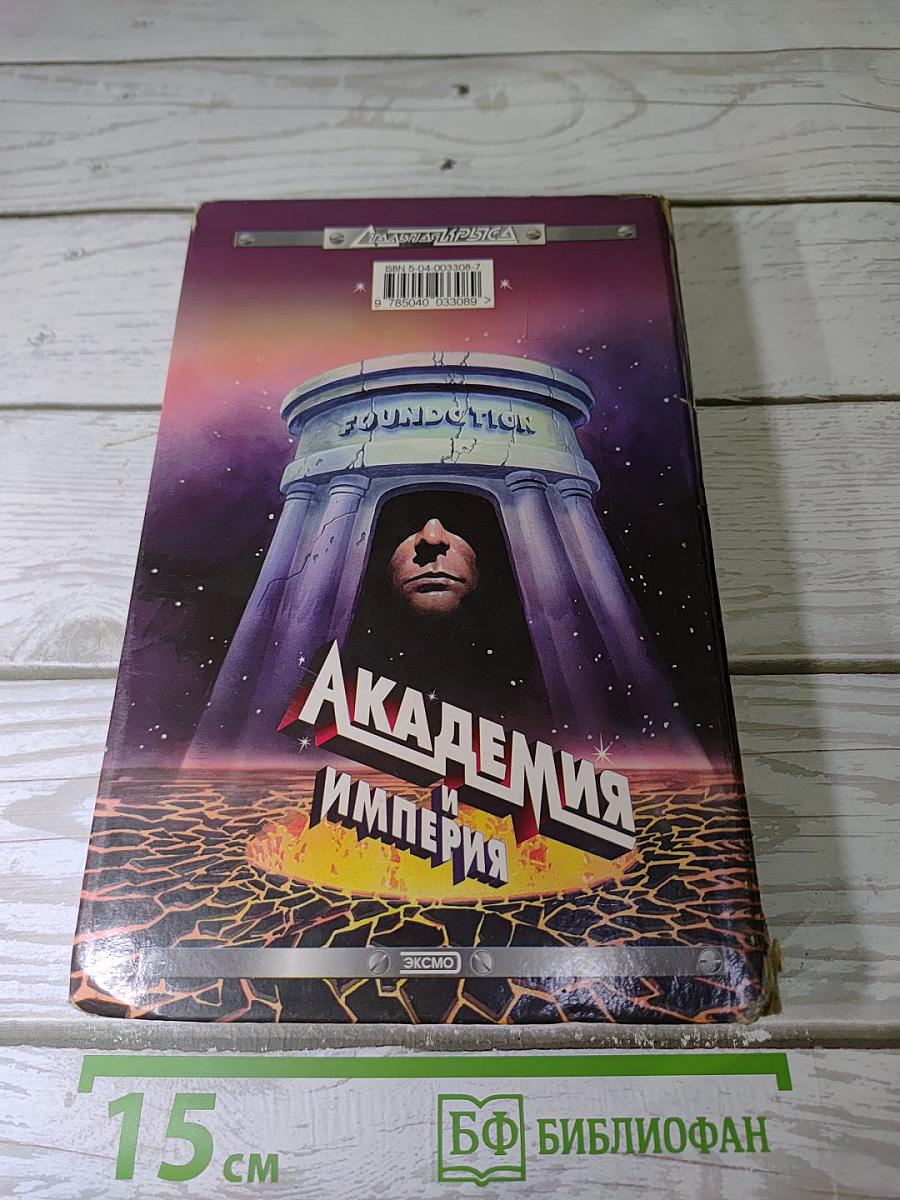 Стальная Крыса
ISBN 5-04-003308-7
9 785040 033089 >
FOUNDATION
АКАДЕМИЯ
И
ИМПЕРИЯ
ЭКСМО
15 см
БФ БИБЛИОФАН